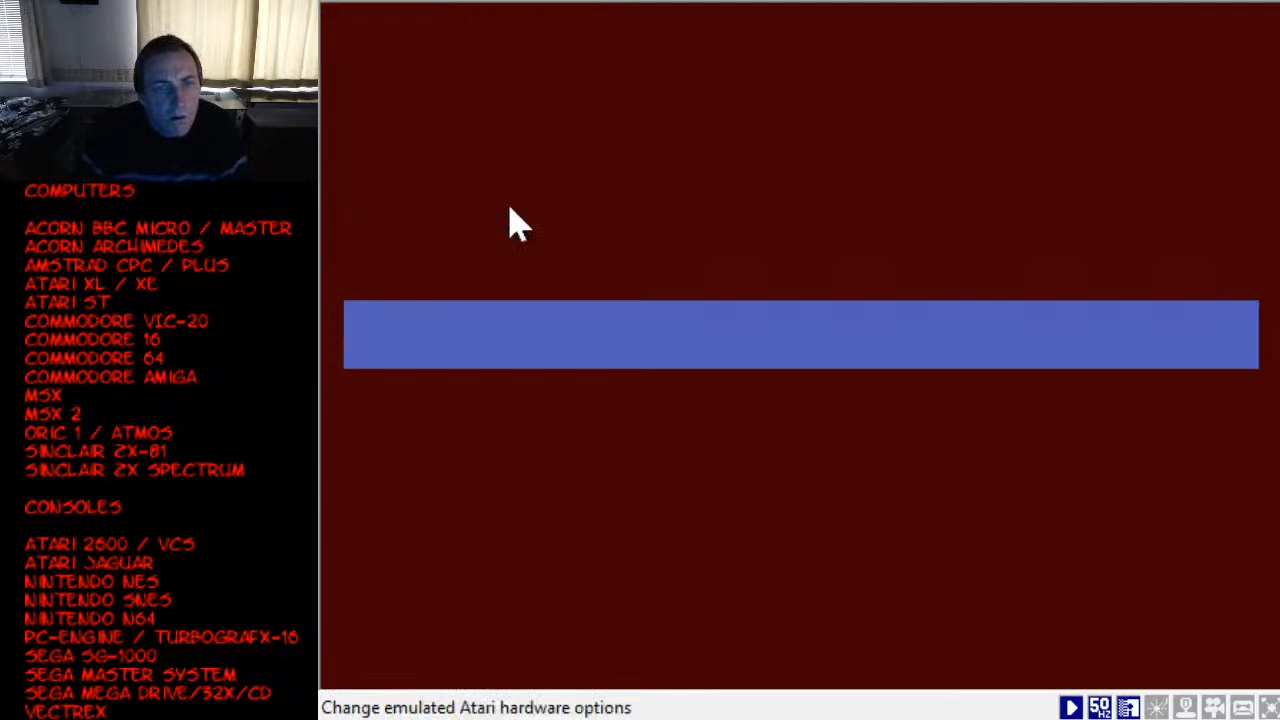 COMPUTERS
ACORN BBC MICRO / MASTER
ACORN ARCHIMEDES
AMSTRAD CPC / PLUS
ATARI XL / XE
ATARI ST
COMMODORE VIC-20
COMMODORE 16
COMMODORE 64
COMMODORE AMIGA
MSX
MSX 2
ORIC 1 / ATMOS
SINCLAIR ZX-81
SINCLAIR ZX SPECTRUM
CONSOLES
ATARI 2600 / VCS
ATARI JAGUAR
NINTENDO NES
NINTENDO SNES
NINTENDO N64
PC-ENGINE / TURBOGRAFX-16
SEGA SG-1000
SEGA MASTER SYSTEM
SEGA MEGA DRIVE/32X/CD
VECTREX
Change emulated Atari hardware options
50
HZ